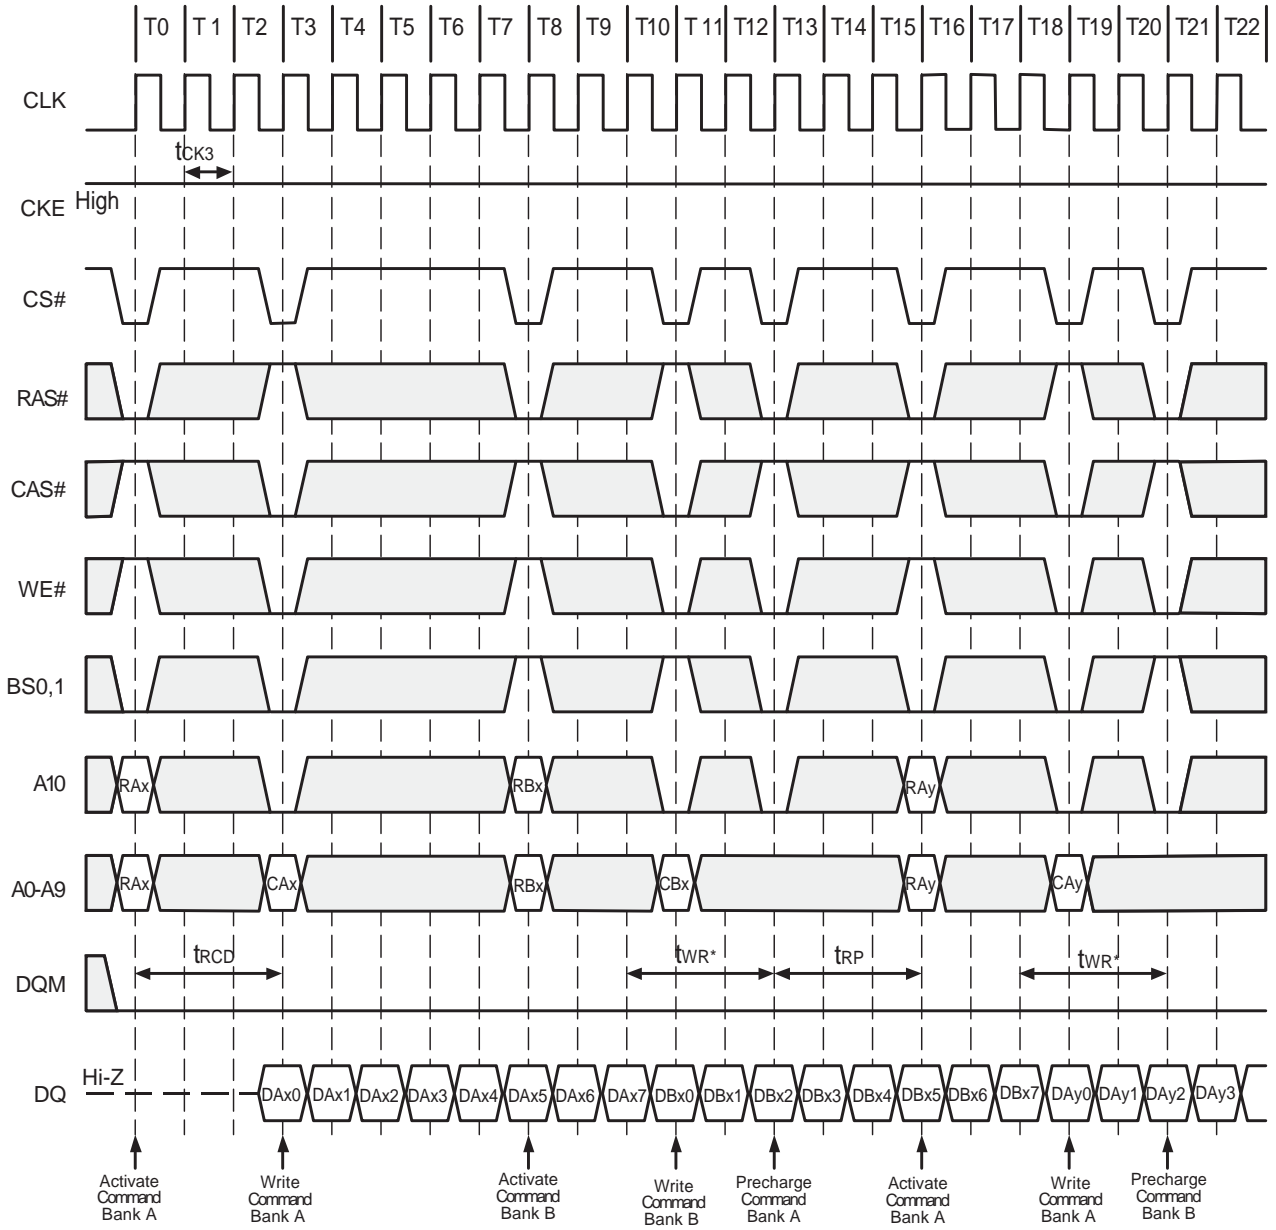 T0 T1 T2 T3 T4 T5 T6 T7 T8 T9 T10 T11 T12 T13 T14 T15 T16 T17 T18 T19 T20 T21 T22
CLK
tCK3
CKE High
CS#
RAS#
CAS#
WE#
BS0,1
A10 RAx RBx RAy
A0-A9 RAx CAx RBx CBx RAy CAy
tRCD tWR* tRP tWR*
DQM
Hi-Z
DQ DAx0 DAx1 DAx2 DAx3 DAx4 DAx5 DAx6 DAx7 DBx0 DBx1 DBx2 DBx3 DBx4 DBx5 DBx6 DBx7 DAy0 DAy1 DAy2 DAy3
Activate Write Activate Write Precharge Activate Write Precharge
Command Command Command Command Command Command Command Command
Bank A Bank A Bank B Bank B Bank A Bank A Bank A Bank B